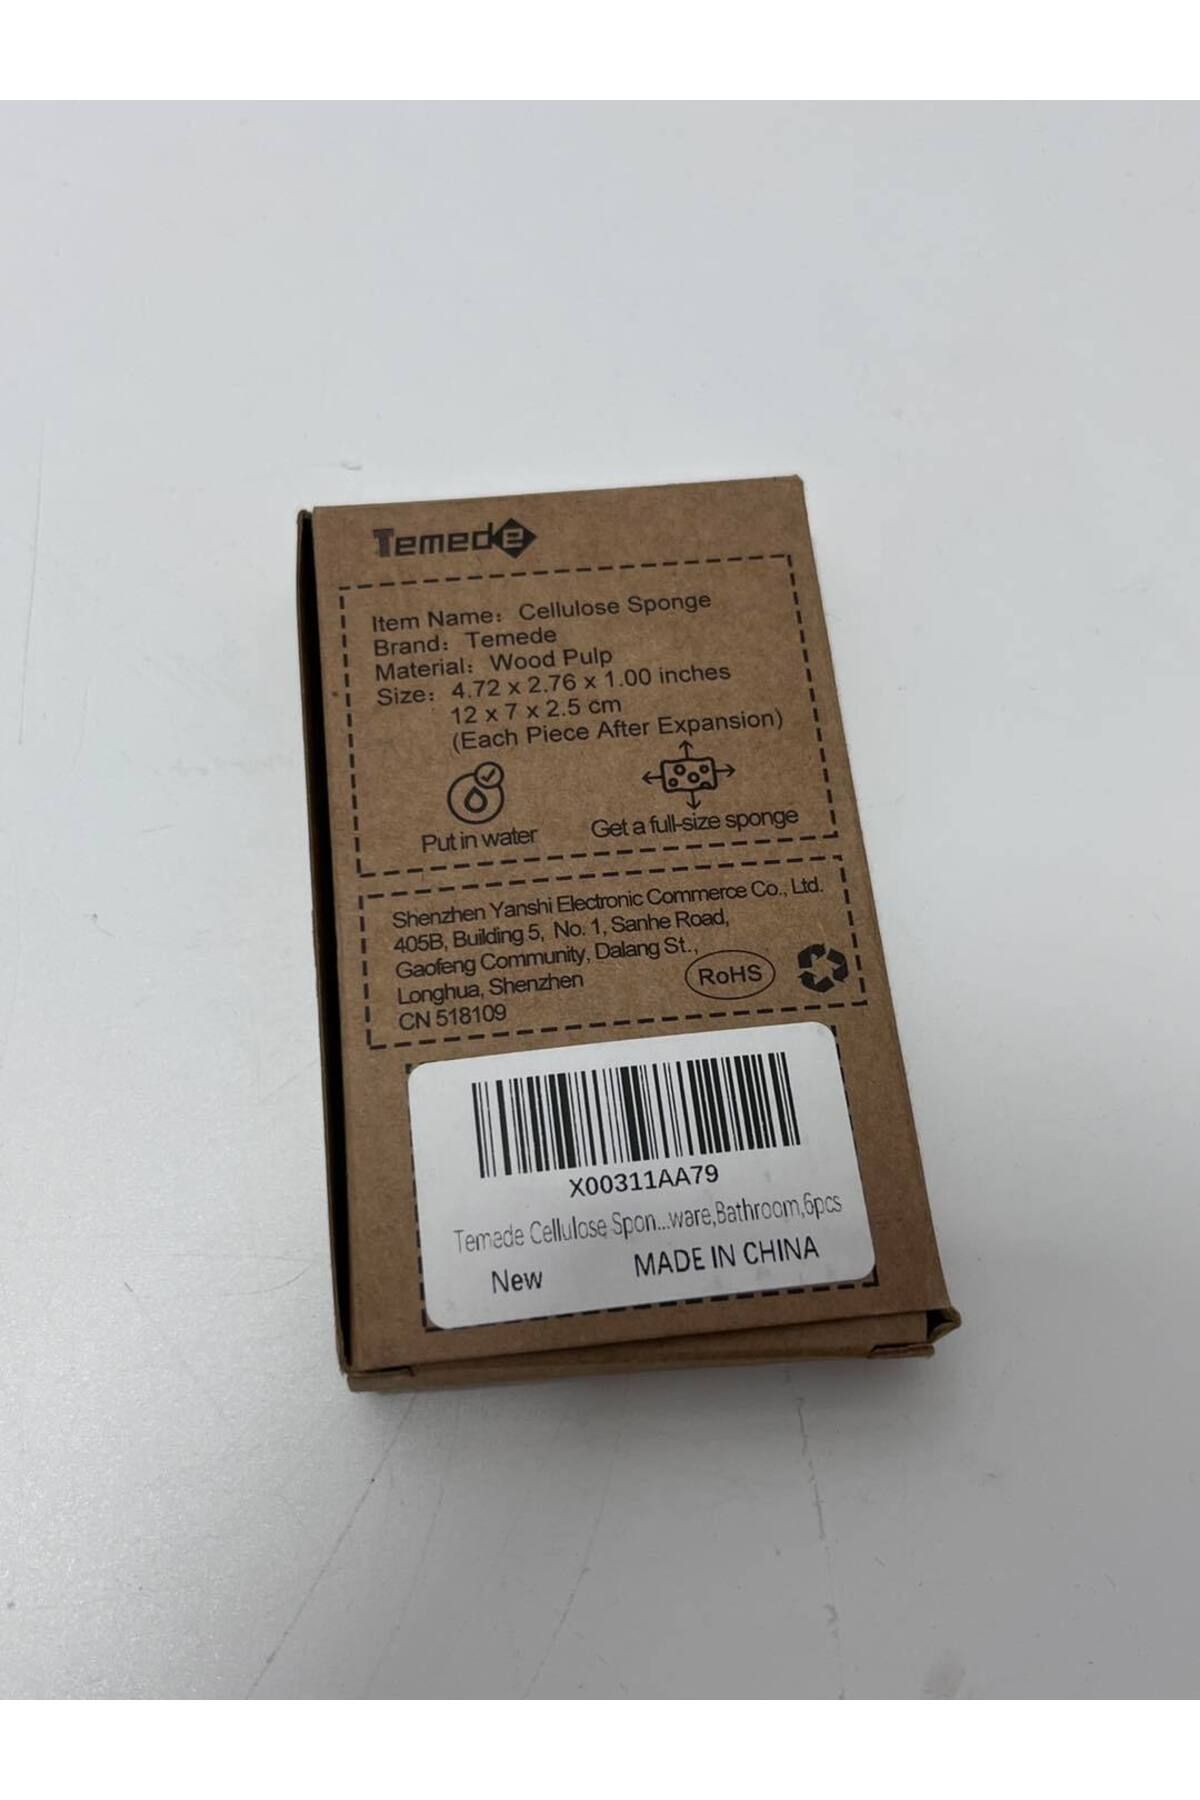 Temede
Item Name: Cellulose Sponge
Brand: Temede
Material: Wood Pulp
Size: 4.72 x 2.76 x 1.00 inches
12 x 7 x 2.5 cm
(Each Piece After Expansion)
Put in water
Get a full-size sponge
Shenzhen Yanshi Electronic Commerce Co., Ltd.
405B, Building 5, No. 1, Sanhe Road,
Gaofeng Community, Dalang St.,
Longhua, Shenzhen
CN 518109
RoHS
X00311AA79
Temede Cellulose Spon...ware,Bathroom,6pcs
New
MADE IN CHINA